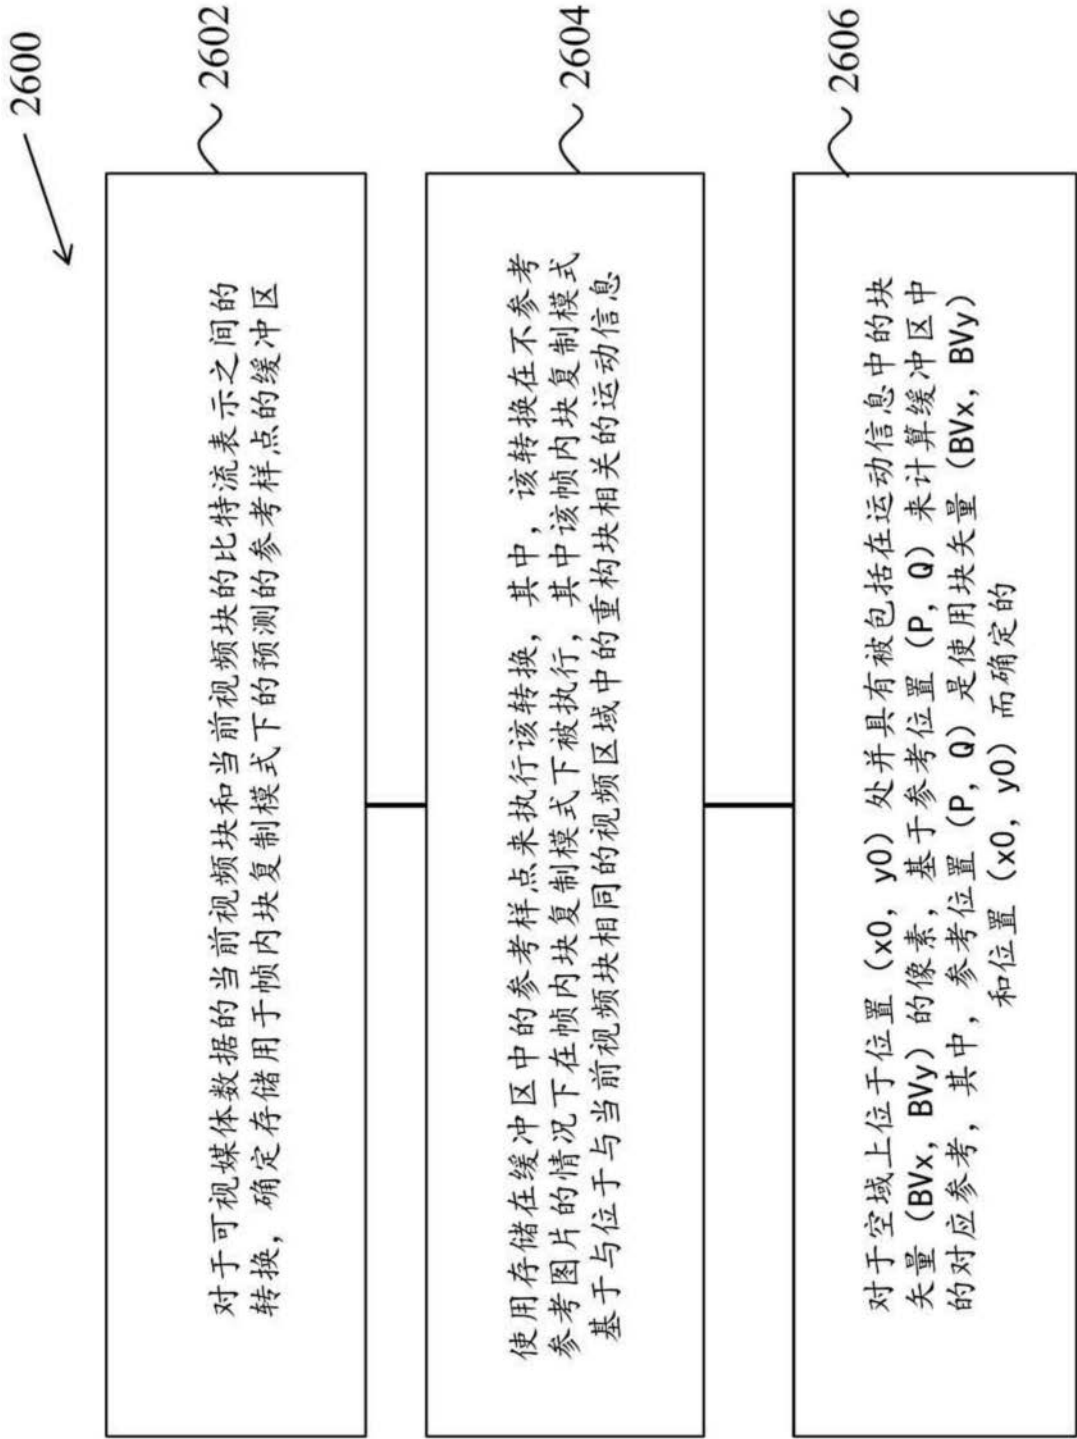 2600
2602
对于可视媒体数据的当前视频块和当前视频块的比特流表示之间的
转换，确定存储用于帧内块复制模式下的预测的参考样点的缓冲区
2604
使用存储在缓冲区中的参考样点来执行该转换，其中，该转换在不参考
参考图片的情况下在帧内块复制模式下被执行，其中该帧内块复制模式
基于与位于与当前视频块相同的视频区域中的重构块相关的运动信息
2606
对于空域上位于位置（x0, y0）处并具有被包括在运动信息中的块
矢量（BVx, BVy）的像素，基于参考位置（P, Q）来计算缓冲区中
的对应参考，其中，参考位置（P, Q）是使用块矢量（BVx, BVy）
和位置（x0, y0）而确定的